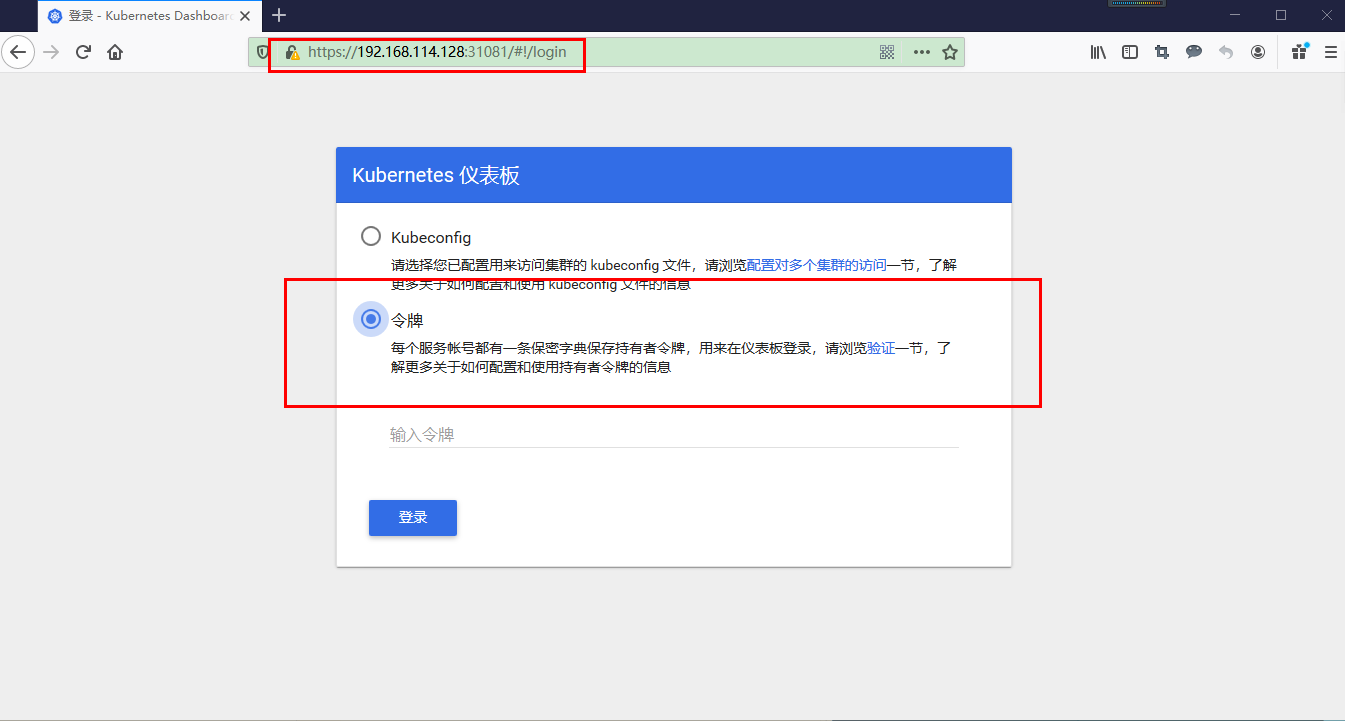 登录 - Kubernetes Dashboard
https://192.168.114.128:31081/#!/login
Kubernetes 仪表板
Kubeconfig
请选择您已配置用来访问集群的 kubeconfig 文件，请浏览配置对多个集群的访问一节，了解
更多关于如何配置和使用 kubeconfig 文件的信息
令牌
每个服务帐号都有一条保密字典保存持有者令牌，用来在仪表板登录，请浏览验证一节，了
解更多关于如何配置和使用持有者令牌的信息
输入令牌
登录